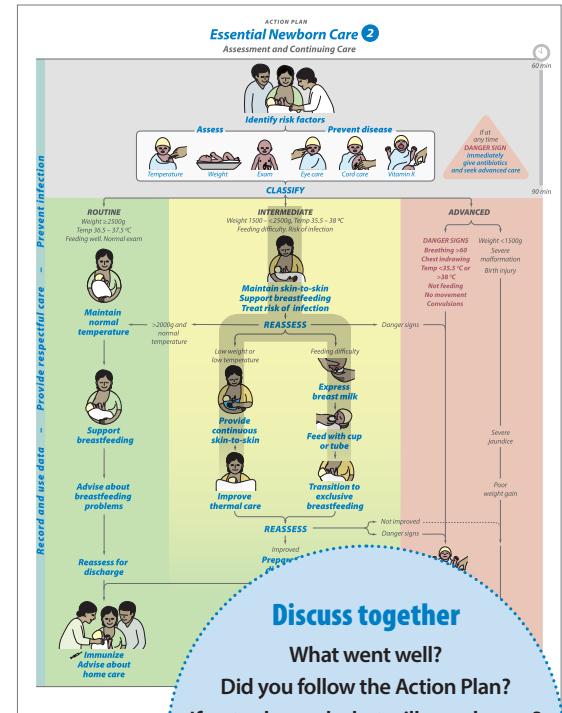 ACTION PLAN
Essential Newborn Care 2
Assessment and Continuing Care
60 min
Identify risk factors
Assess
Prevent disease
Temperature
Weight
Exam
Eye care
Cord care
Vitamin K
If at
any time
DANGER SIGN
immediately
give antibiotics
and seek advanced care
CLASSIFY
90 min
Prevent infection
–
Provide respectful care
–
Record and use data
ROUTINE
Weight ≥2500g
Temp 36.5 – 37.5 ºC
Feeding well. Normal exam
Maintain
normal
temperature
Support
breastfeeding
Advise about
breastfeeding
problems
Reassess for
discharge
Immunize
Advise about
home care
INTERMEDIATE
Weight 1500 – <2500g, Temp 35.5 – 38 ºC
Feeding difficulty, Risk of infection
Maintain skin-to-skin
Support breastfeeding
Treat risk of infection
REASSESS
>2000g and
normal
temperature
Danger signs
Low weight or
low temperature
Provide
continuous
skin-to-skin
Improve
thermal care
Feeding difficulty
Express
breast milk
Feed with cup
or tube
Transition to
exclusive
breastfeeding
REASSESS
Not improved
Danger signs
Improved
ADVANCED
DANGER SIGNS
Breathing >60
Chest indrawing
Temp <35.5 ºC or
>38 ºC
Not feeding
No movement
Convulsions
Weight <1500g
Severe
malformation
Birth injury
Severe
jaundice
Poor
weight gain
Discuss together
What went well?
Did you follow the Action Plan?